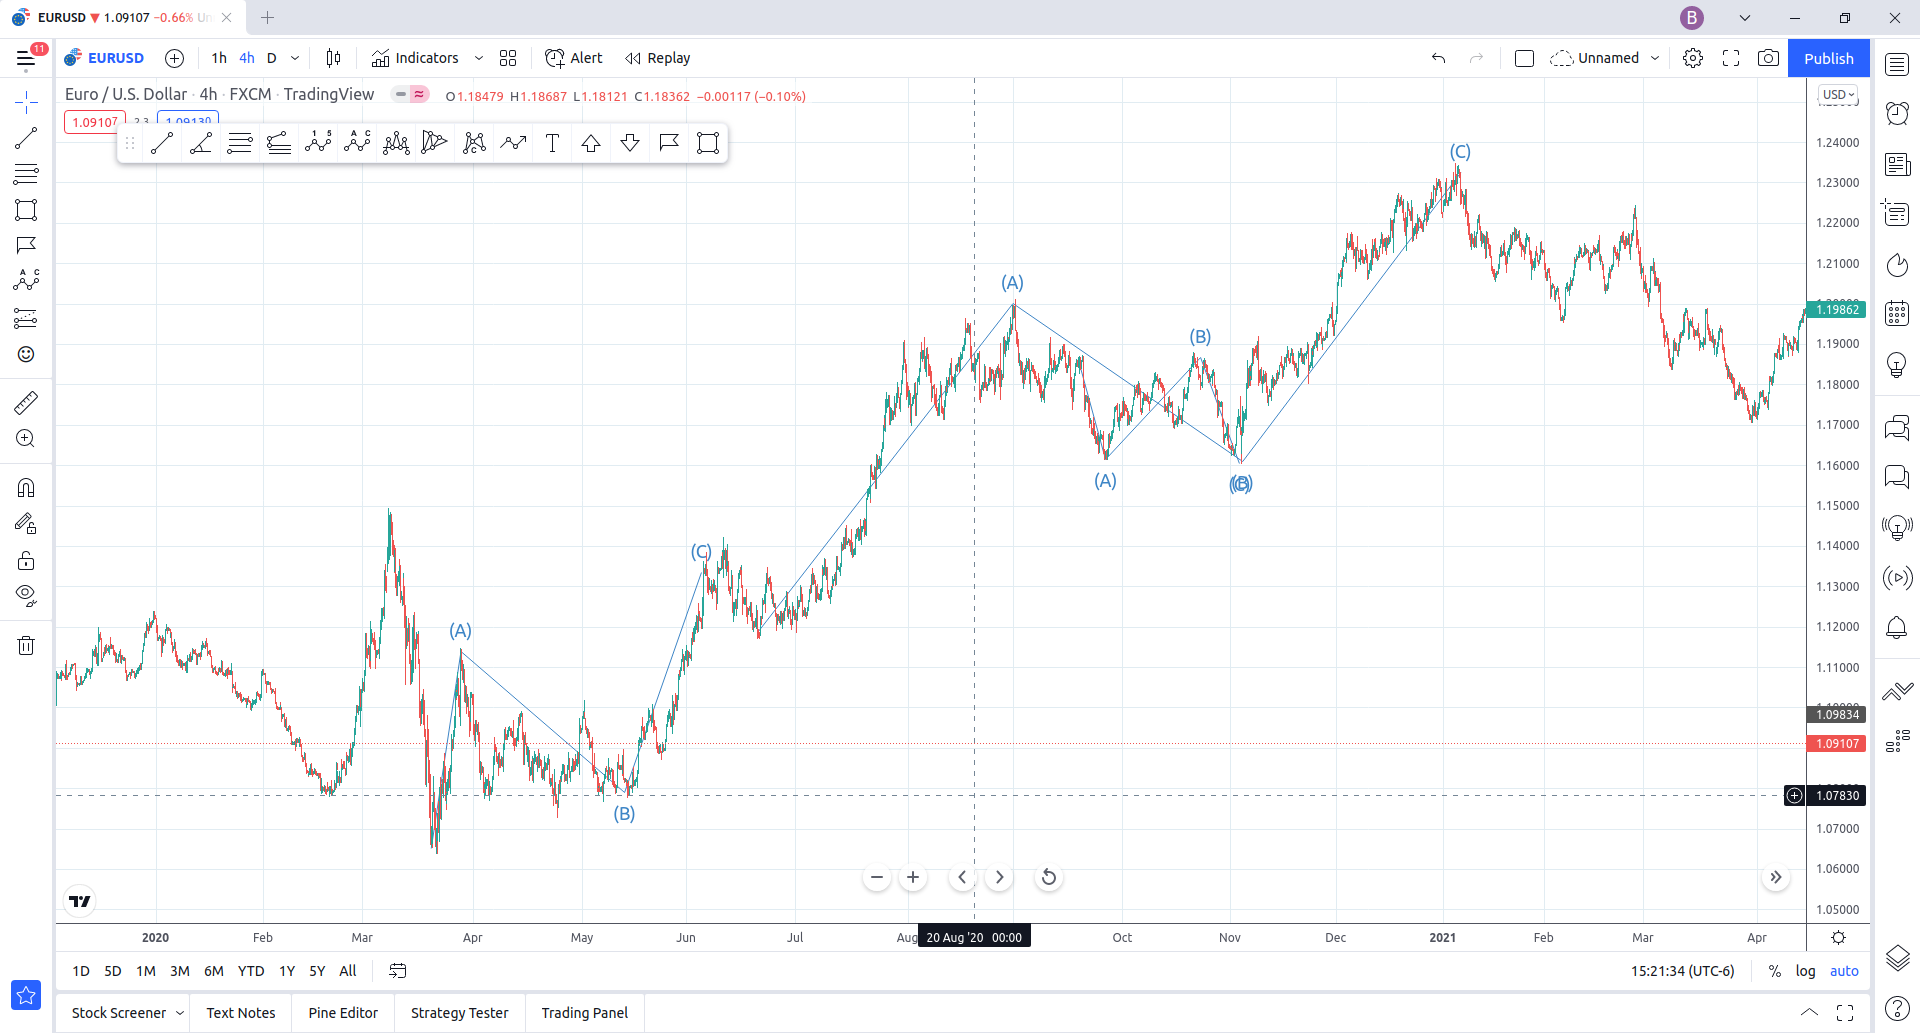 EURUSD ▼ 1.09107 −0.66% Un
B
11
EURUSD
1h 4h D
Indicators
Alert
Replay
Unnamed
Publish
Euro / U.S. Dollar · 4h · FXCM · TradingView
O1.18479 H1.18687 L1.18121 C1.18362 −0.00117 (−0.10%)
USD
1.09107 2.3 1.09130
1 5
A C
C
T
A C
1.24000
1.23000
1.22000
1.21000
1.19862
1.19000
1.18000
1.17000
1.16000
1.15000
1.14000
1.13000
1.12000
1.11000
1.09834
1.09107
1.07830
1.07000
1.06000
1.05000
(C)
(A)
(B)
(A)
(B)
(C)
(C)
(A)
(B)
2020 Feb Mar Apr May Jun Jul Aug 20 Aug '20 00:00 Oct Nov Dec 2021 Feb Mar Apr
1D 5D 1M 3M 6M YTD 1Y 5Y All
15:21:34 (UTC-6) % log auto
Stock Screener Text Notes Pine Editor Strategy Tester Trading Panel